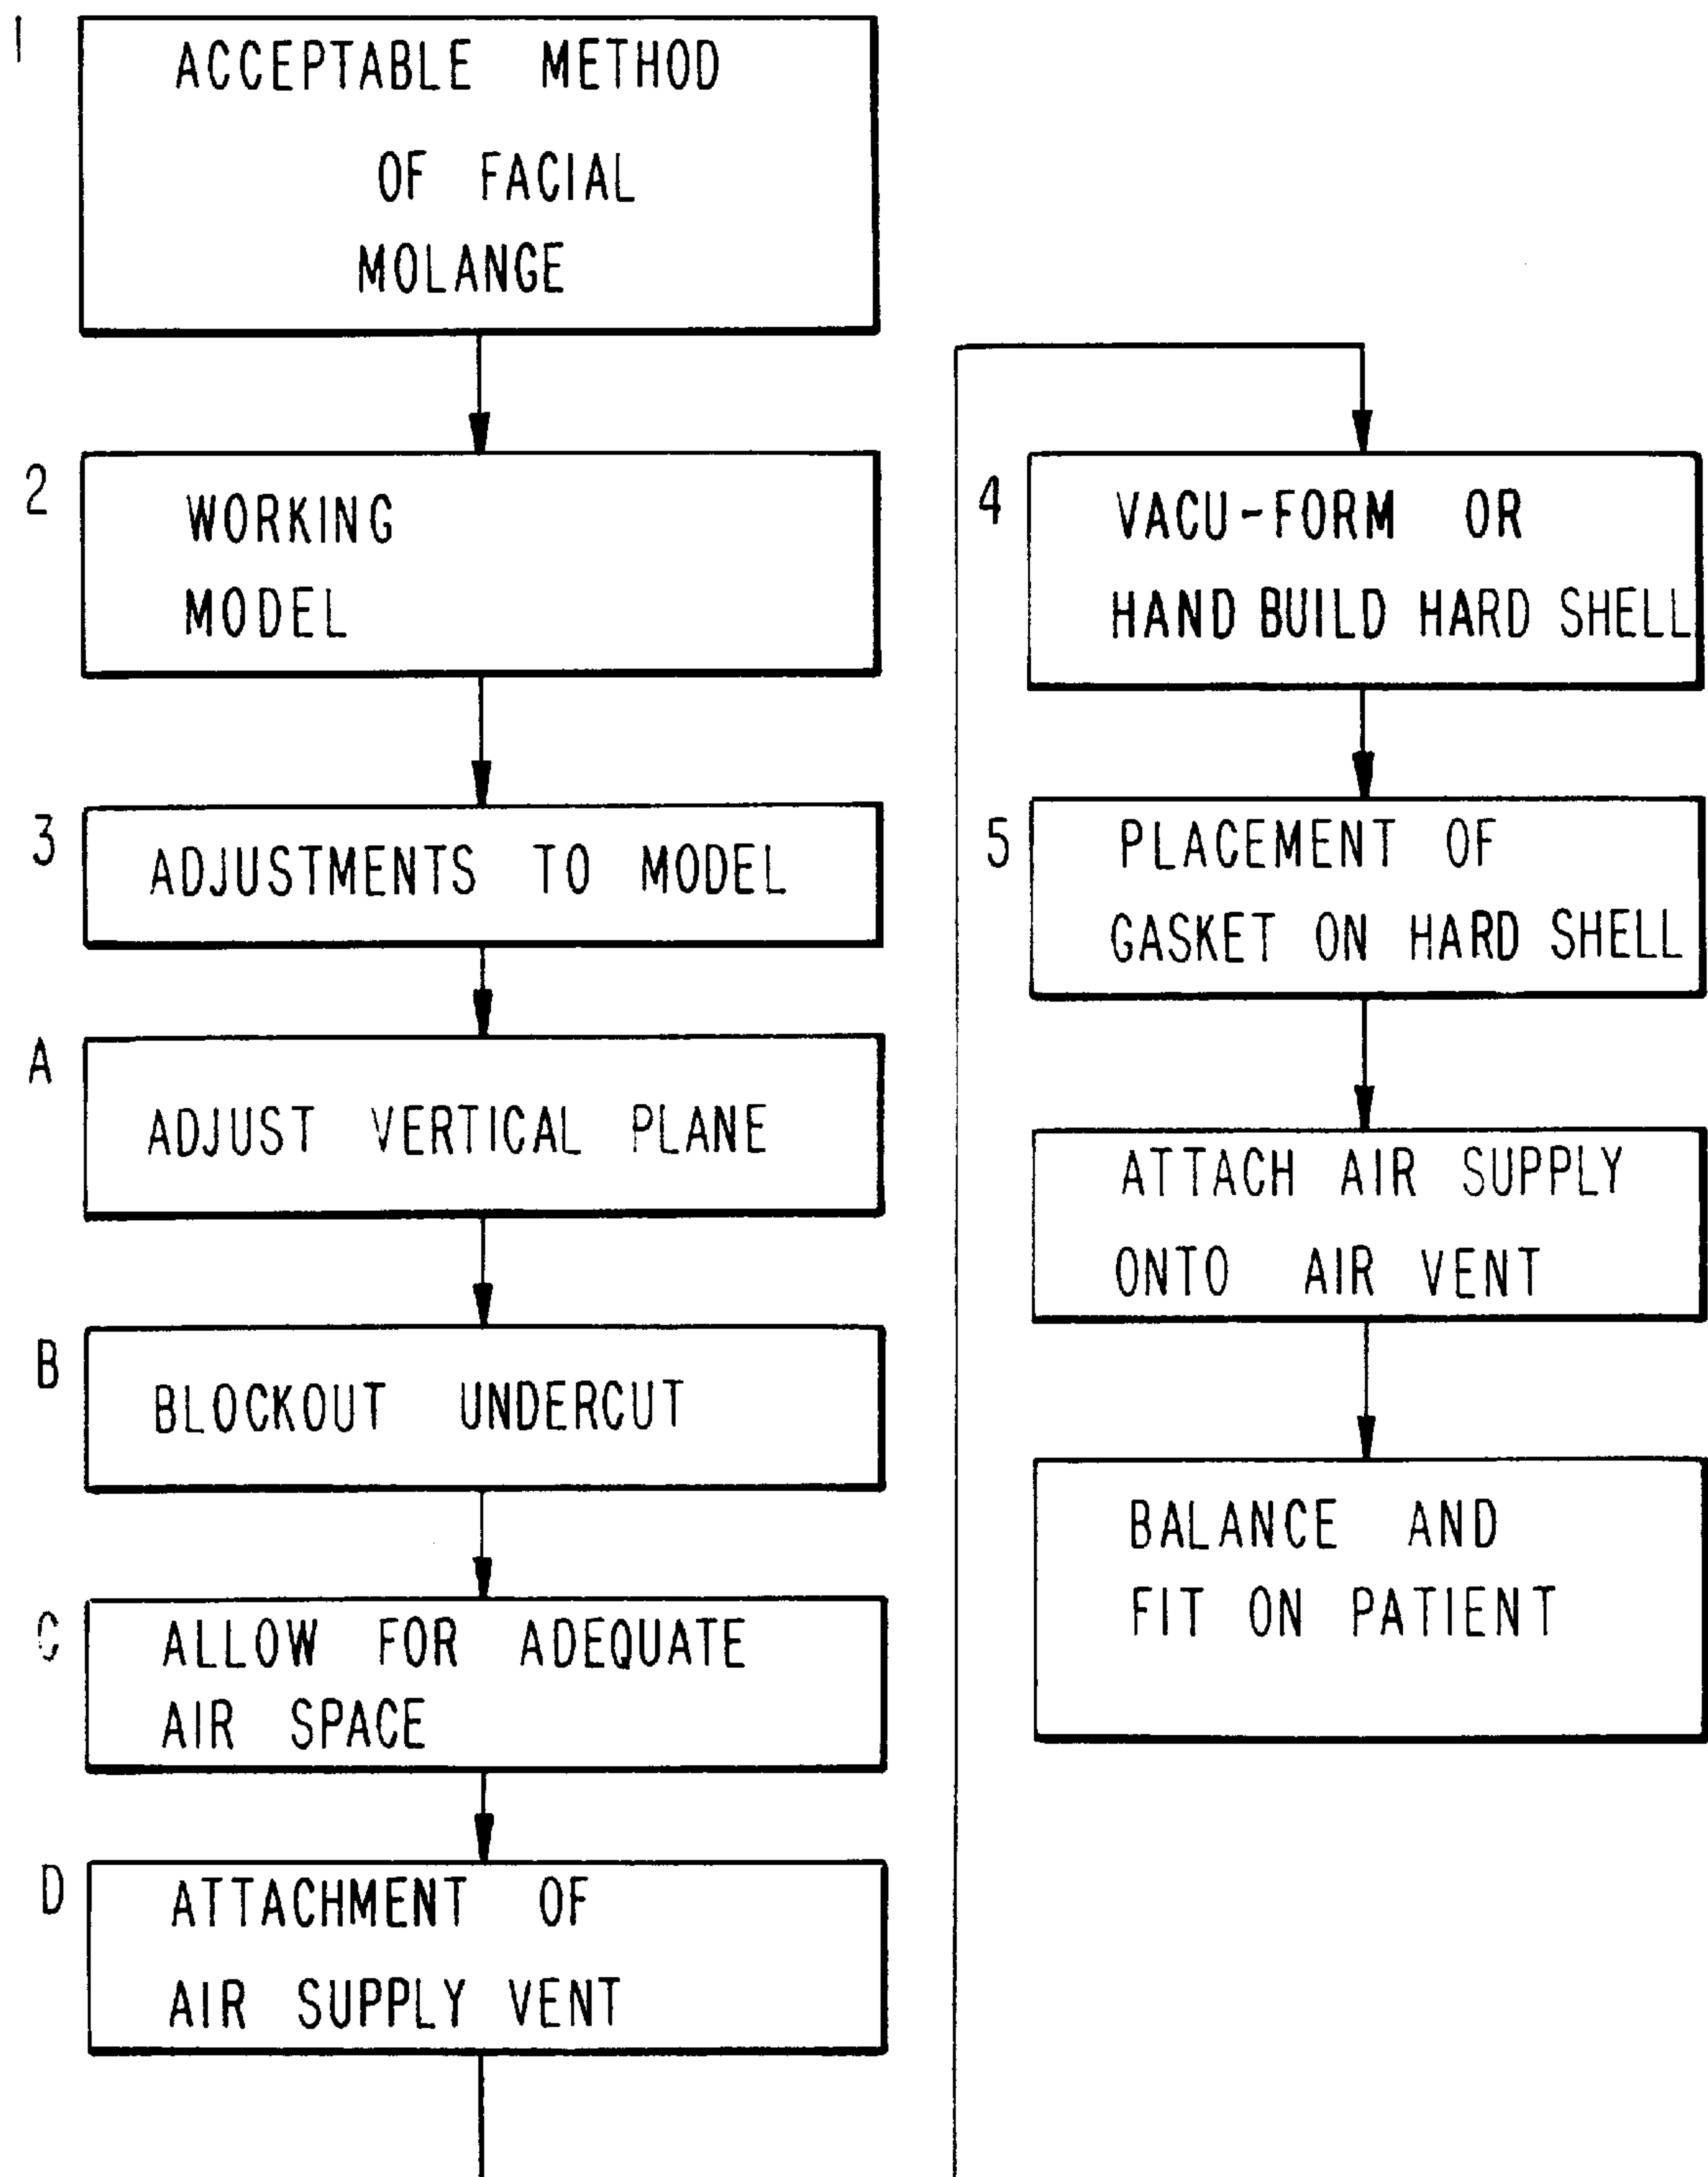 1
ACCEPTABLE METHOD
OF FACIAL
MOLANGE
2
WORKING
MODEL
3
ADJUSTMENTS TO MODEL
A
ADJUST VERTICAL PLANE
B
BLOCKOUT UNDERCUT
C
ALLOW FOR ADEQUATE
AIR SPACE
D
ATTACHMENT OF
AIR SUPPLY VENT
4
VACU-FORM OR
HAND BUILD HARD SHELL
5
PLACEMENT OF
GASKET ON HARD SHELL
ATTACH AIR SUPPLY
ONTO AIR VENT
BALANCE AND
FIT ON PATIENT